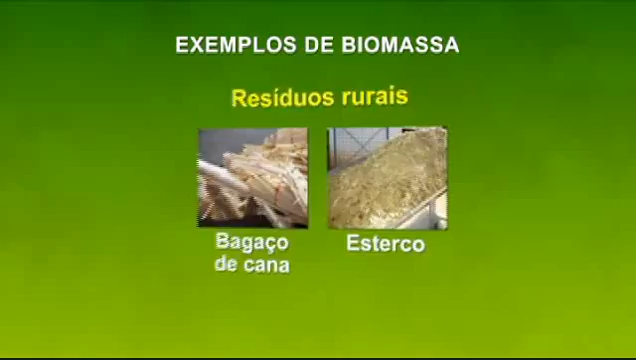 EXEMPLOS DE BIOMASSA
Resíduos rurais
Bagaço
de cana
Esterco